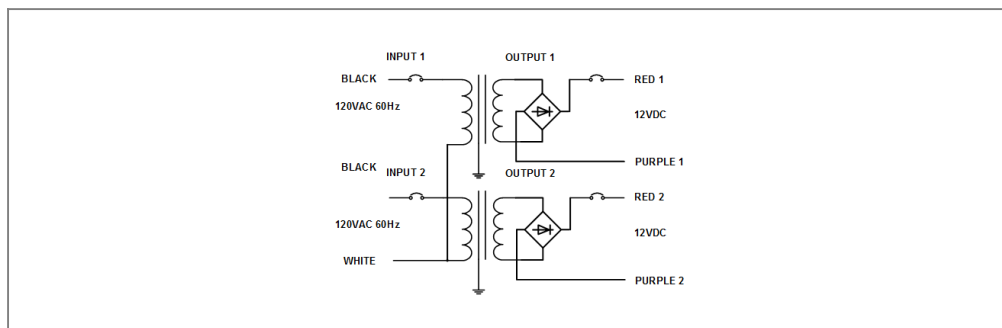 INPUT 1
OUTPUT 1
BLACK
RED 1
120VAC 60Hz
12VDC
PURPLE 1
BLACK
INPUT 2
OUTPUT 2
RED 2
120VAC 60Hz
12VDC
WHITE
PURPLE 2